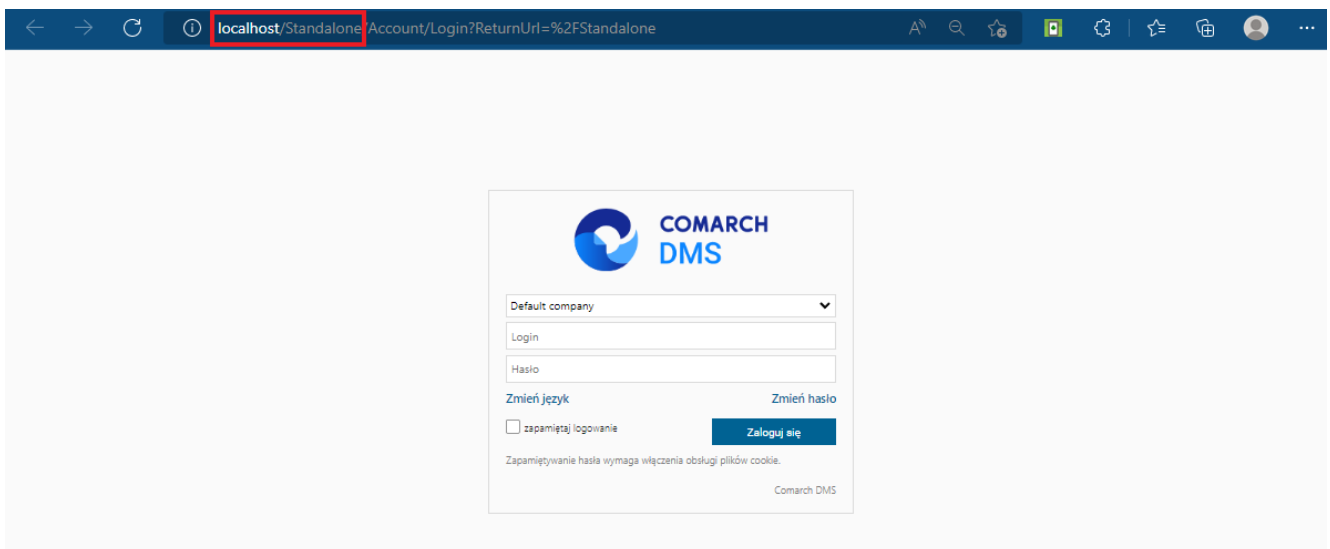 localhost/Standalone/Account/Login?ReturnUrl=%2FStandalone
COMARCH
DMS
Default company
Login
Hasło
Zmień język Zmień hasło
zapamiętaj logowanie Zaloguj się
Zapamiętywanie hasła wymaga włączenia obsługi plików cookie.
Comarch DMS